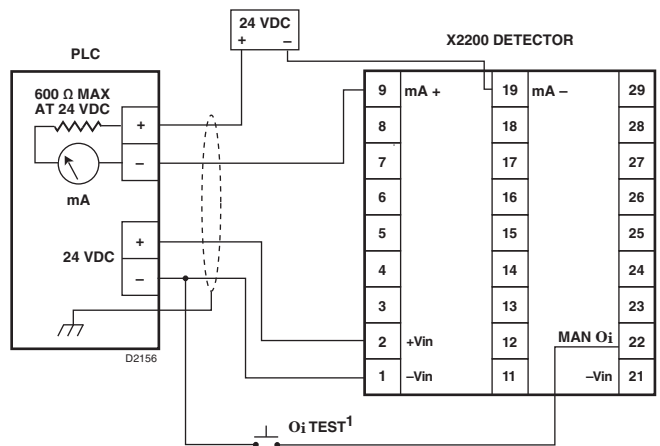 24 VDC
+ –
PLC
X2200 DETECTOR
600 Ω MAX
AT 24 VDC
+
–
mA
24 VDC
+
–
D2156
9 mA + 19 mA – 29
8 18 28
7 17 27
6 16 26
5 15 25
4 14 24
3 13 23
2 +Vin 12 MAN Oi 22
1 –Vin 11 –Vin 21
Oi TEST1